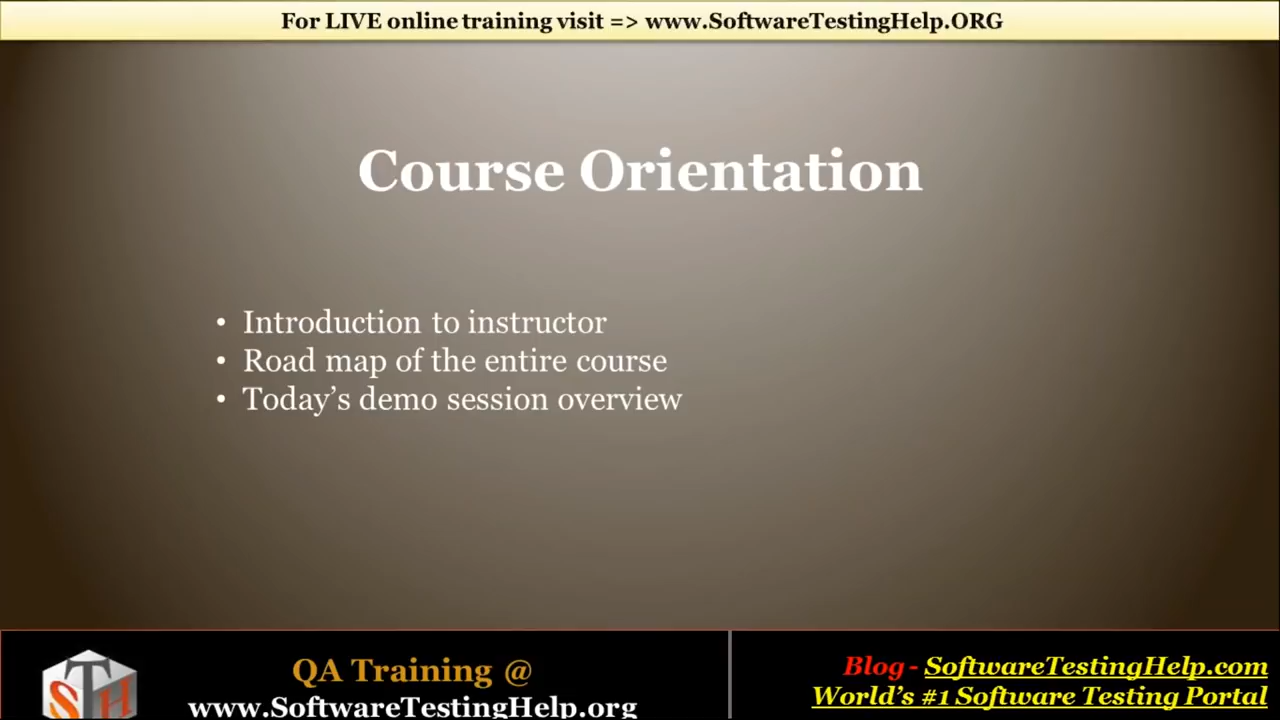 For LIVE online training visit => www.SoftwareTestingHelp.ORG
Course Orientation
• Introduction to instructor
• Road map of the entire course
• Today’s demo session overview
STH
QA Training @
www.SoftwareTestingHelp.org
Blog - SoftwareTestingHelp.com
World’s #1 Software Testing Portal